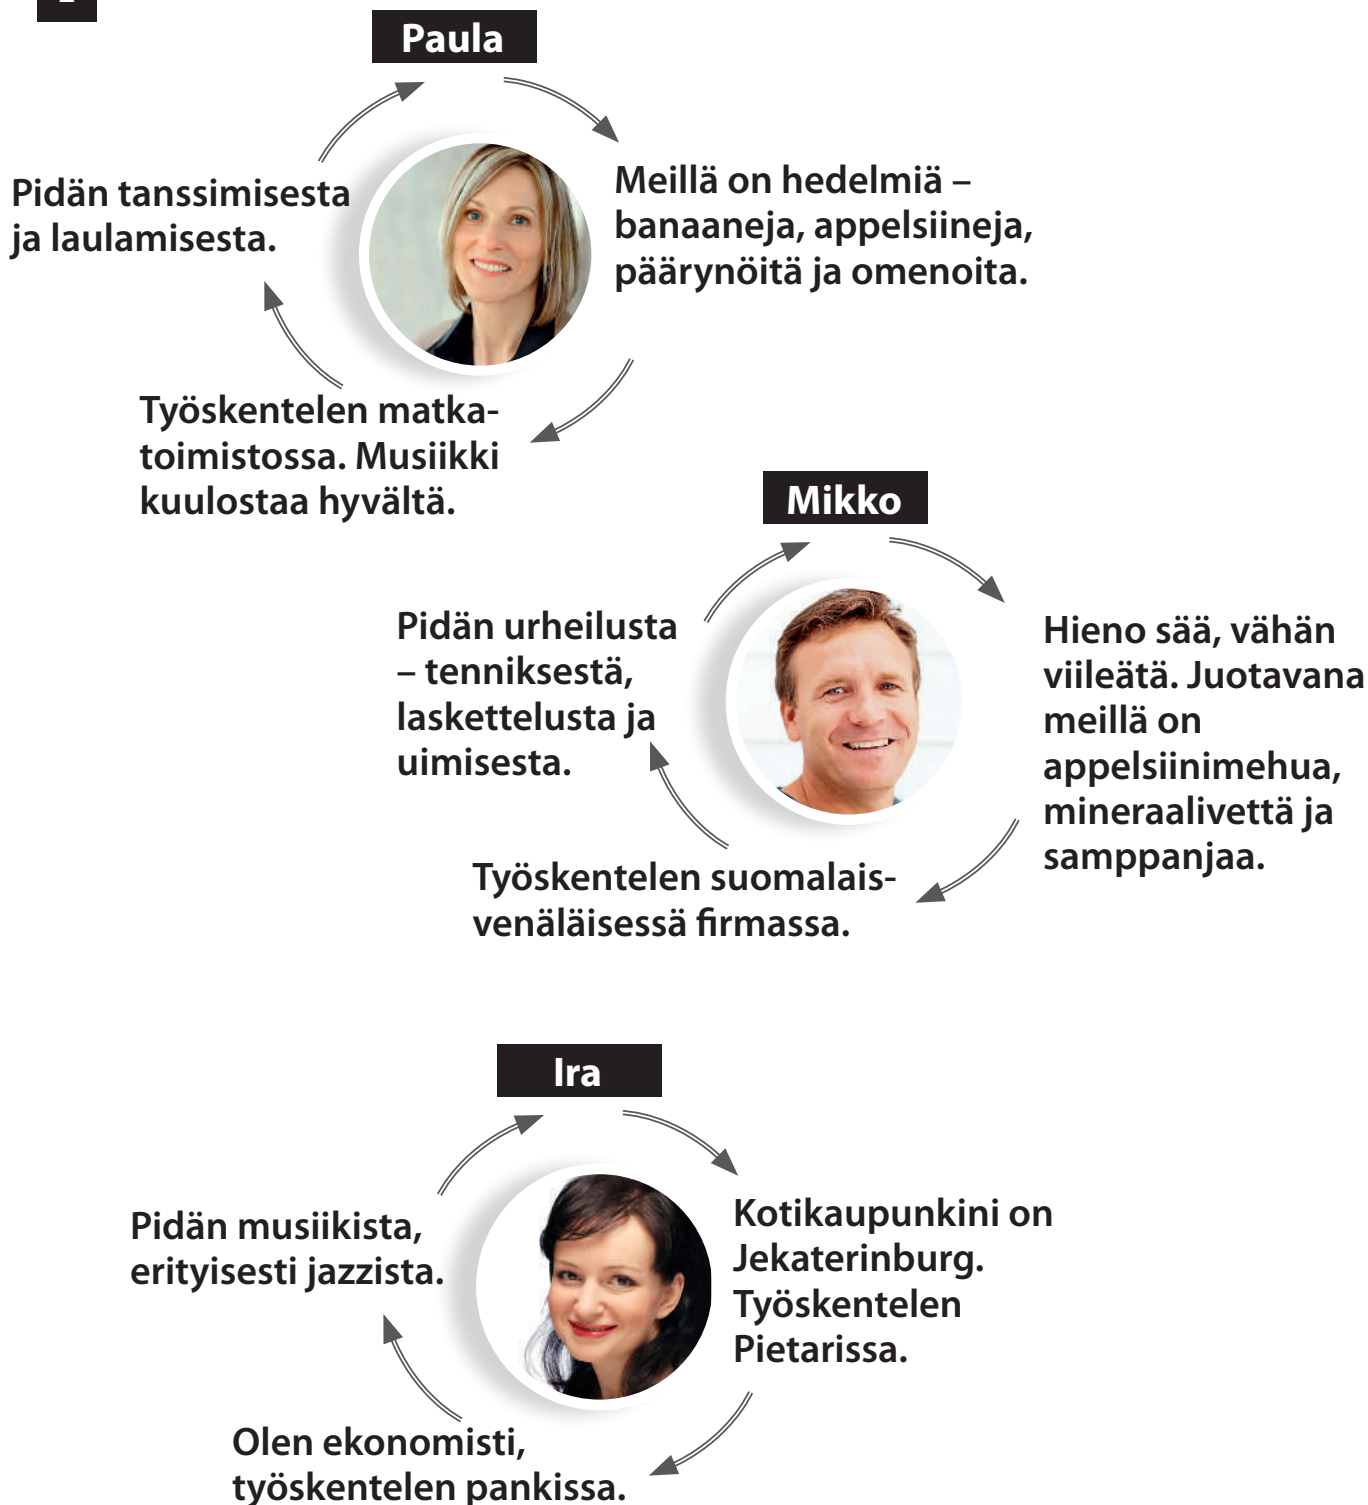 Paula
Pidän tanssimisesta
ja laulamisesta.
Meillä on hedelmiä –
banaaneja, appelsiineja,
päärynöitä ja omenoita.
Työskentelen matka-
toimistossa. Musiikki
kuulostaa hyvältä.
Mikko
Pidän urheilusta
– tenniksestä,
laskettelusta ja
uimisesta.
Hieno sää, vähän
viileätä. Juotavana
meillä on
appelsiinimehua,
mineraalivettä ja
samppanjaa.
Työskentelen suomalais-
venäläisessä firmassa.
Ira
Pidän musiikista,
erityisesti jazzista.
Kotikaupunkini on
Jekaterinburg.
Työskentelen
Pietarissa.
Olen ekonomisti,
työskentelen pankissa.